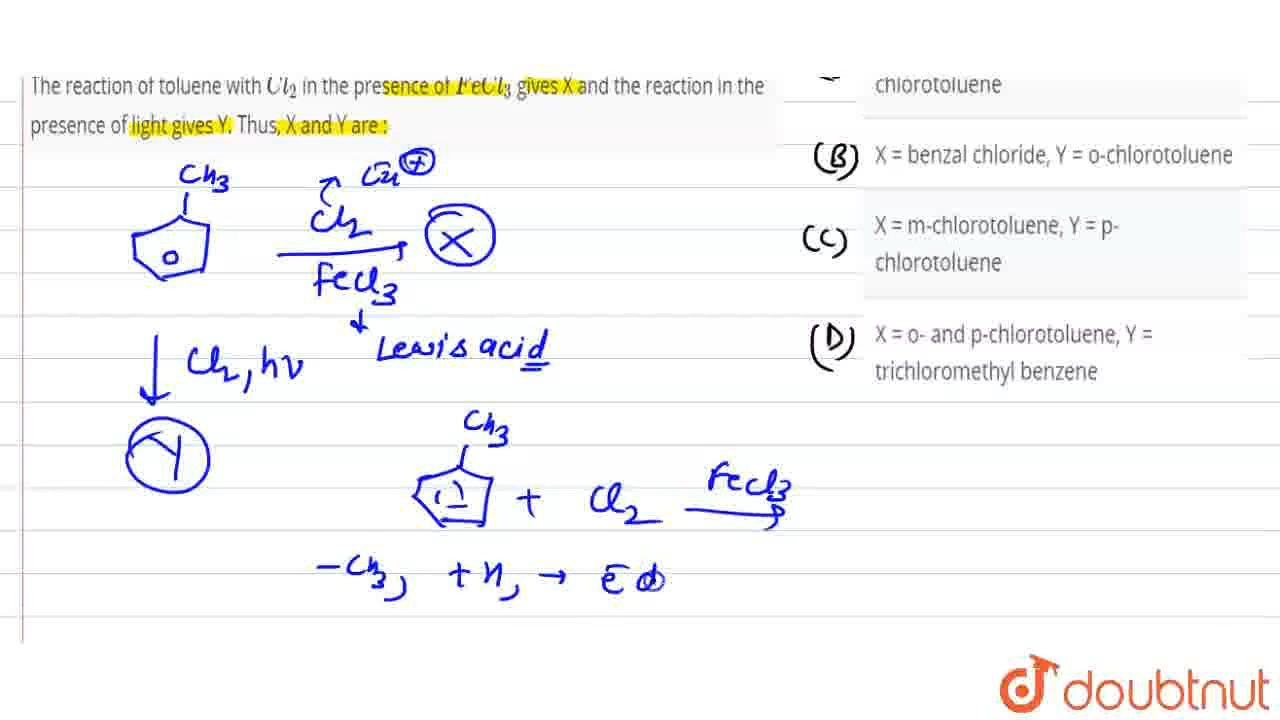 The reaction of toluene with Cl₂ in the presence of FeCl₃ gives X and the reaction in the
presence of light gives Y. Thus, X and Y are :
chlorotoluene
(B) X = benzal chloride, Y = o-chlorotoluene
(C) X = m-chlorotoluene, Y = p-
chlorotoluene
(D) X = o- and p-chlorotoluene, Y =
trichloromethyl benzene
CH₃
Cl₂
FeCl₃
X
Lewis acid
Cl₂, hν
Y
CH₃
+ Cl₂
FeCl₃
-CH₃, + H, →
doubtnut